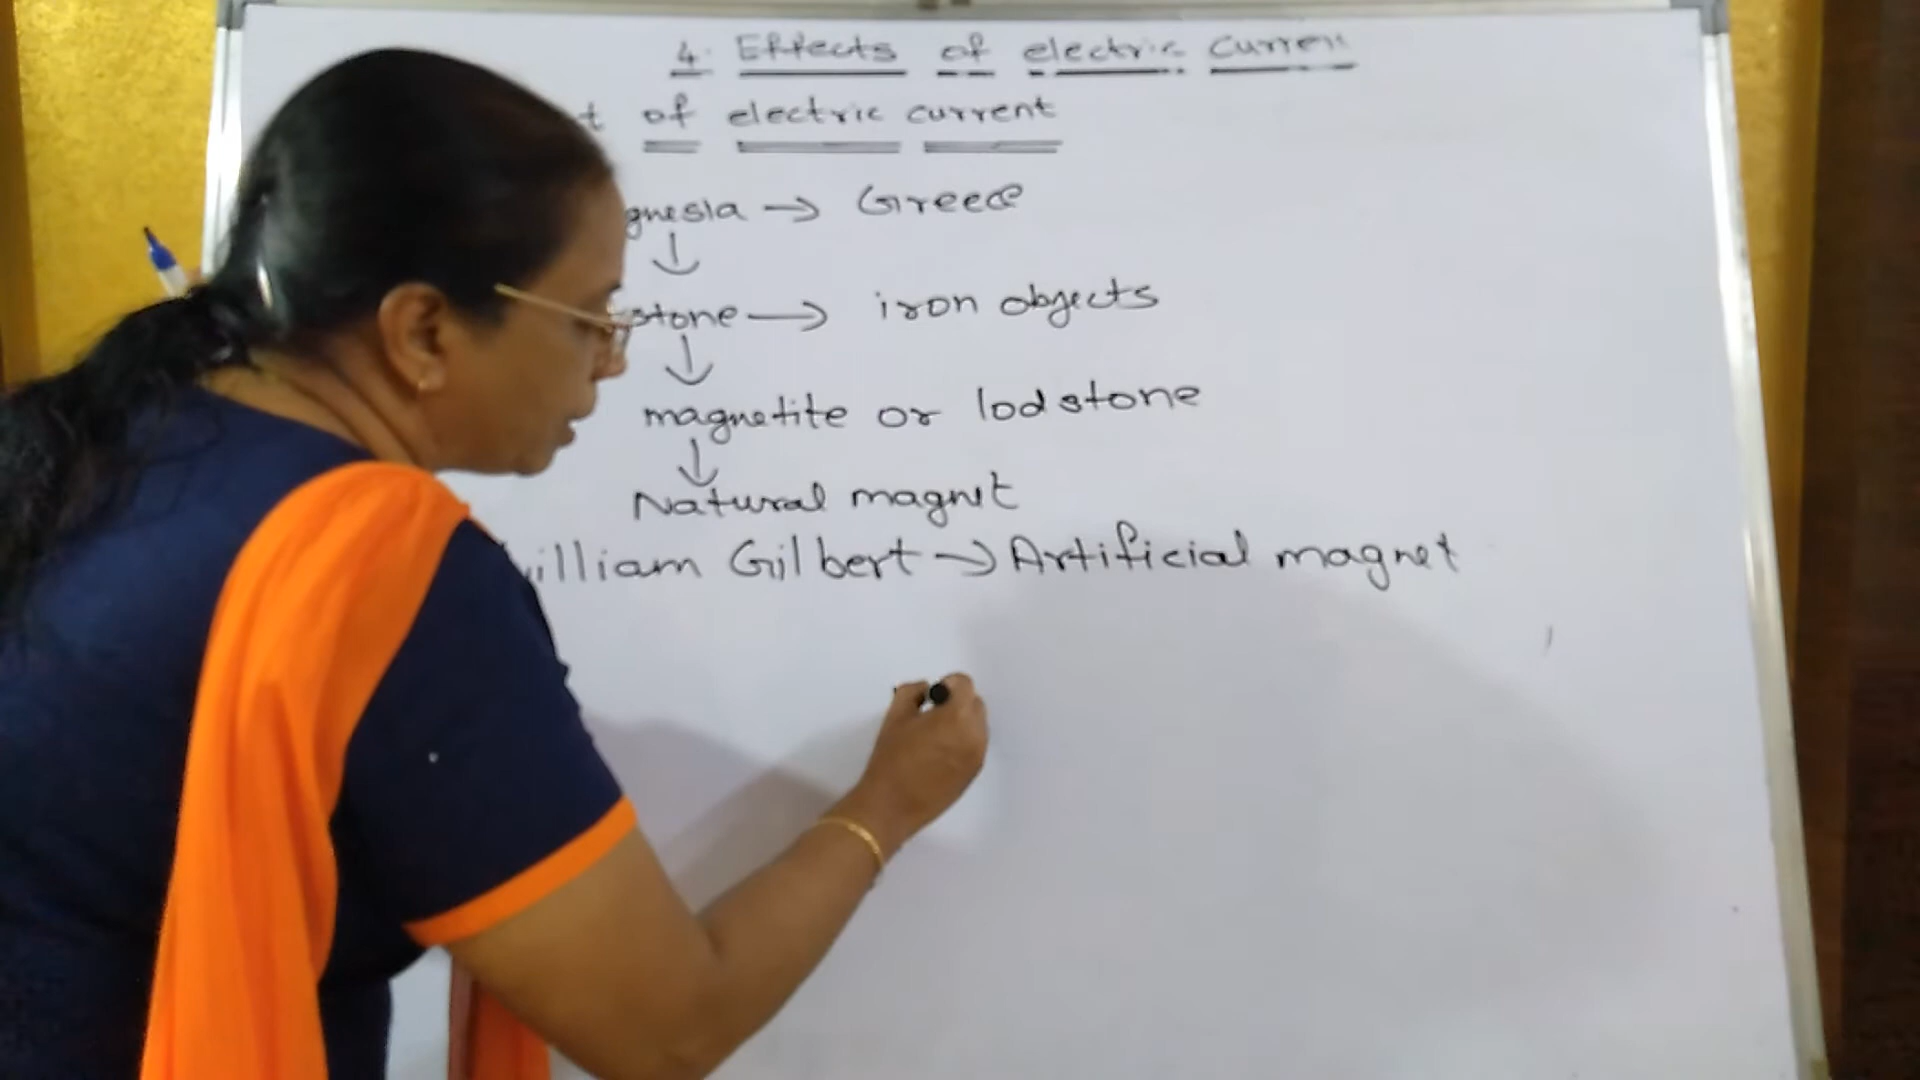 4. Effects of electric Current
of electric current
gnesia → Greece
↓
stone → iron objects
↓
magnetite or lodstone
↓
Natural magnet
william Gilbert → Artificial magnet